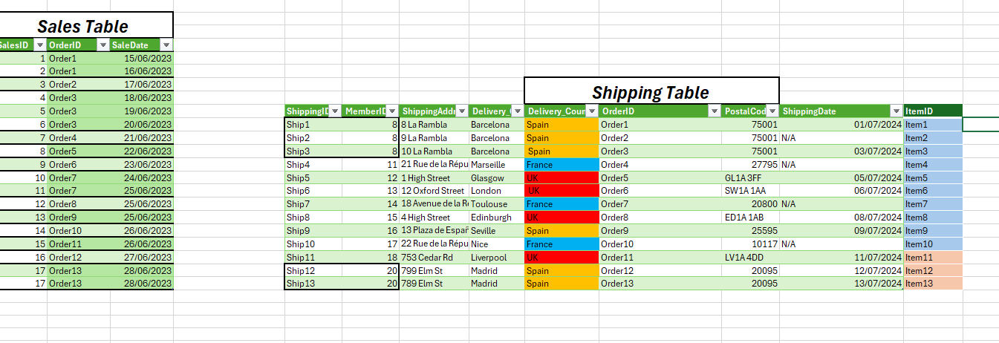 Sales Table
SalesID OrderID SaleDate
1 Order1 15/06/2023
2 Order1 16/06/2023
3 Order2 17/06/2023
4 Order3 18/06/2023
5 Order3 19/06/2023
6 Order3 20/06/2023
7 Order4 21/06/2023
8 Order5 22/06/2023
9 Order6 23/06/2023
10 Order7 24/06/2023
11 Order7 25/06/2023
12 Order8 25/06/2023
13 Order9 25/06/2023
14 Order10 26/06/2023
15 Order11 26/06/2023
16 Order12 27/06/2023
17 Order13 28/06/2023
17 Order13 28/06/2023
Shipping Table
ShippingID MemberID ShippingAddr Delivery_ Delivery_Coun OrderID PostalCod ShippingDate ItemID
Ship1 8 8 La Rambla Barcelona Spain Order1 75001 01/07/2024 Item1
Ship2 8 9 La Rambla Barcelona Spain Order2 75001 N/A Item2
Ship3 8 10 La Rambla Barcelona Spain Order3 75001 03/07/2024 Item3
Ship4 11 21 Rue de la Répu Marseille France Order4 27795 N/A Item4
Ship5 12 1 High Street Glasgow UK Order5 GL1A 3FF 05/07/2024 Item5
Ship6 13 12 Oxford Street London UK Order6 SW1A 1AA 06/07/2024 Item6
Ship7 14 18 Avenue de la Re Toulouse France Order7 20800 N/A Item7
Ship8 15 4 High Street Edinburgh UK Order8 ED1A 1AB 08/07/2024 Item8
Ship9 16 13 Plaza de Españ Seville Spain Order9 25595 09/07/2024 Item9
Ship10 17 22 Rue de la Répu Nice France Order10 10117 N/A Item10
Ship11 18 753 Cedar Rd Liverpool UK Order11 LV1A 4DD 11/07/2024 Item11
Ship12 20 799 Elm St Madrid Spain Order12 20095 12/07/2024 Item12
Ship13 20 789 Elm St Madrid Spain Order13 20095 13/07/2024 Item13